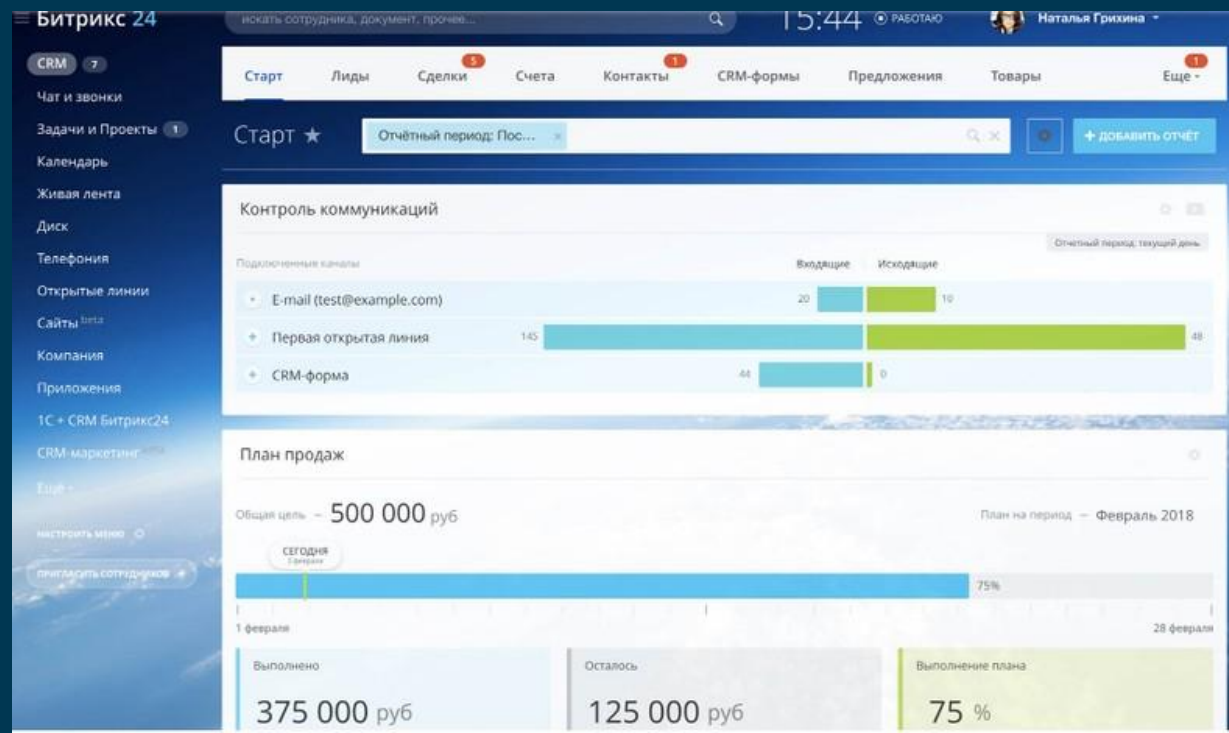 Битрикс 24
искать сотрудника, документ, прочее...
15:44
РАБОТАЮ
Наталья Грихина
CRM 7
Чат и звонки
Задачи и Проекты 1
Календарь
Живая лента
Диск
Телефония
Открытые линии
Сайты beta
Компания
Приложения
1С + CRM Битрикс24
CRM-маркетинг
Еще
НАСТРОИТЬ МЕНЮ
ПРИГЛАСИТЬ СОТРУДНИКОВ +
Старт Лиды Сделки 5 Счета Контакты 1 CRM-формы Предложения Товары Еще 1
Старт ★
Отчётный период: Пос... ×
+ ДОБАВИТЬ ОТЧЁТ
Контроль коммуникаций
Отчетный период: текущий день
Подключенные каналы Входящие Исходящие
E-mail (test@example.com) 20 10
+ Первая открытая линия 145 48
+ CRM-форма 44 0
План продаж
Общая цель – 500 000 руб
План на период – Февраль 2018
СЕГОДНЯ
3 февраля
75%
1 февраля 28 февраля
Выполнено
375 000 руб
Осталось
125 000 руб
Выполнение плана
75 %